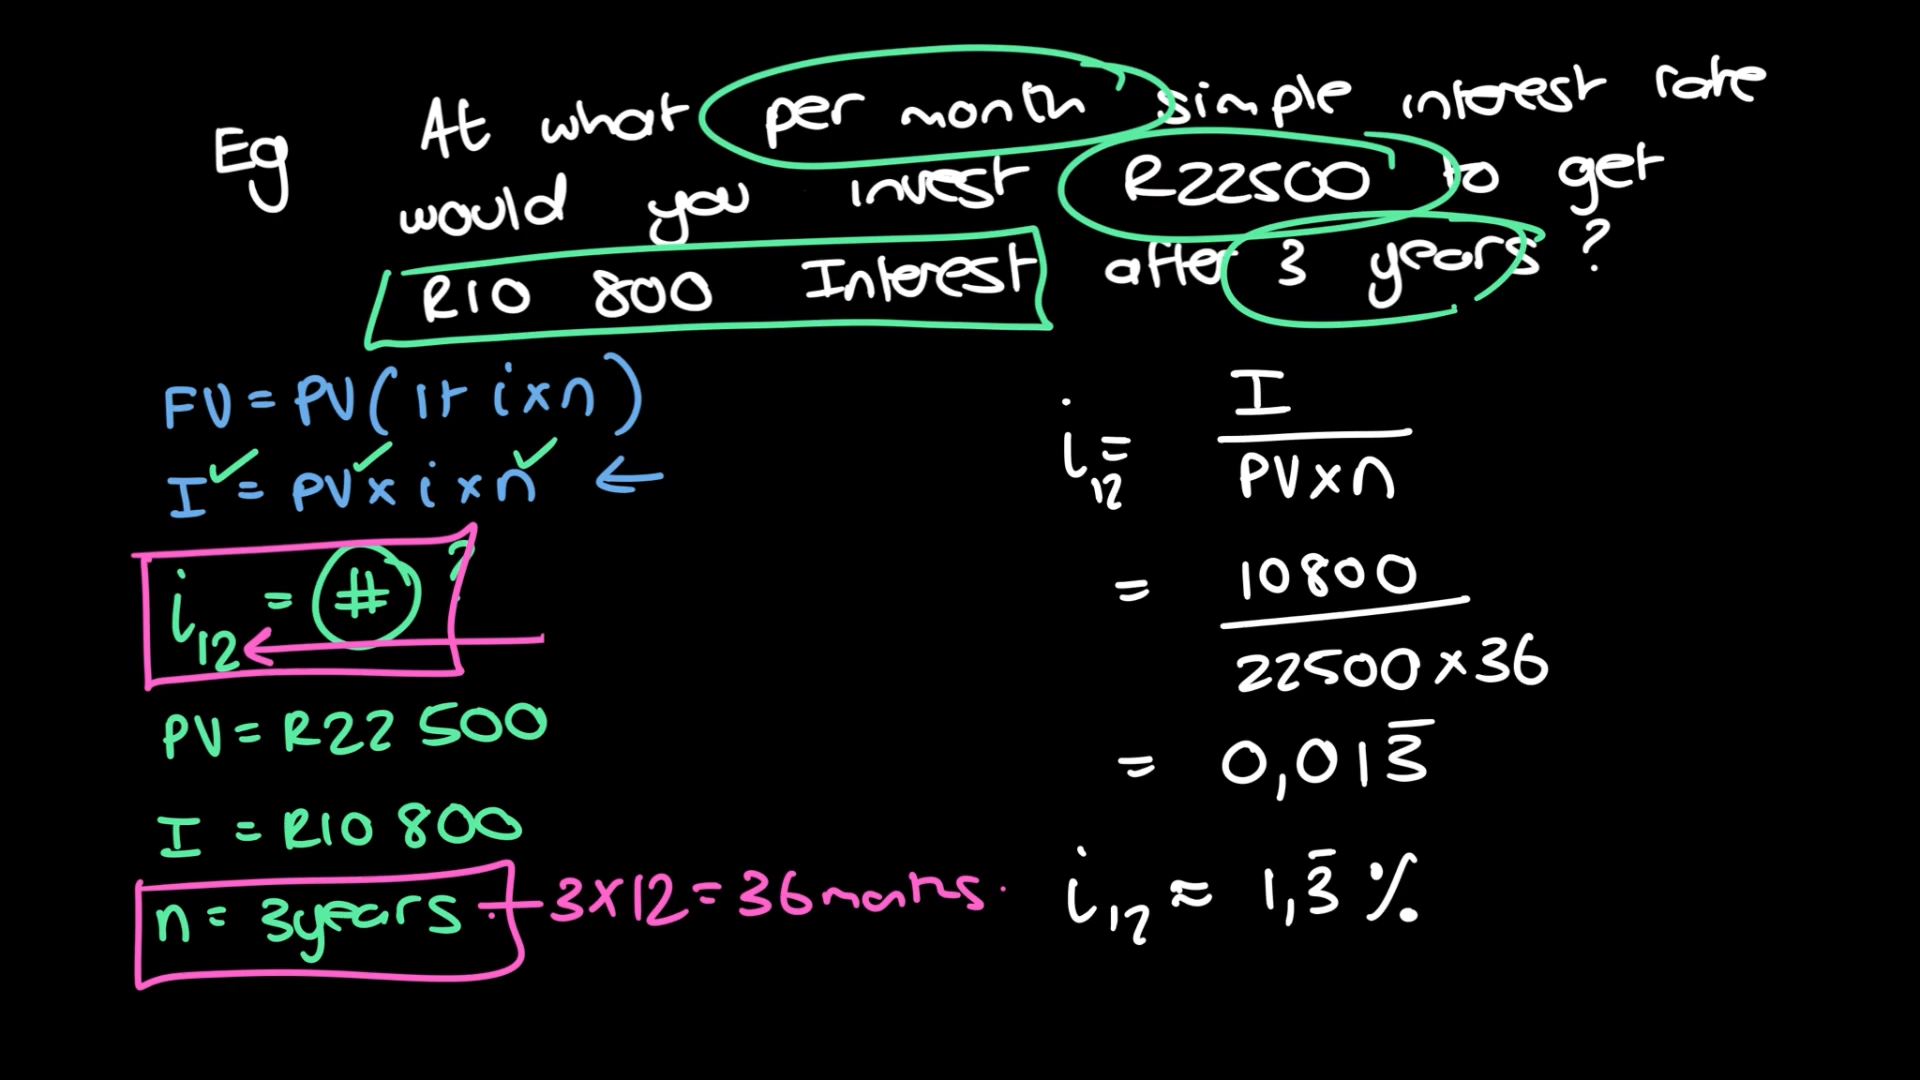 Eg At what per month simple interest rate
would you invest R22500 to get
R10 800 Interest after 3 years ?
FV = PV ( 1 + i x n )
I = PV x i x n ←
i₁₂ = # ?
PV = R22 500
I = R10 800
n = 3 years 3 X 12 = 36 months.
i₁₂ = I / PV x n
= 10800 / 22500 x 36
= 0,013̅
i₁₂ ≈ 1,3̅ %